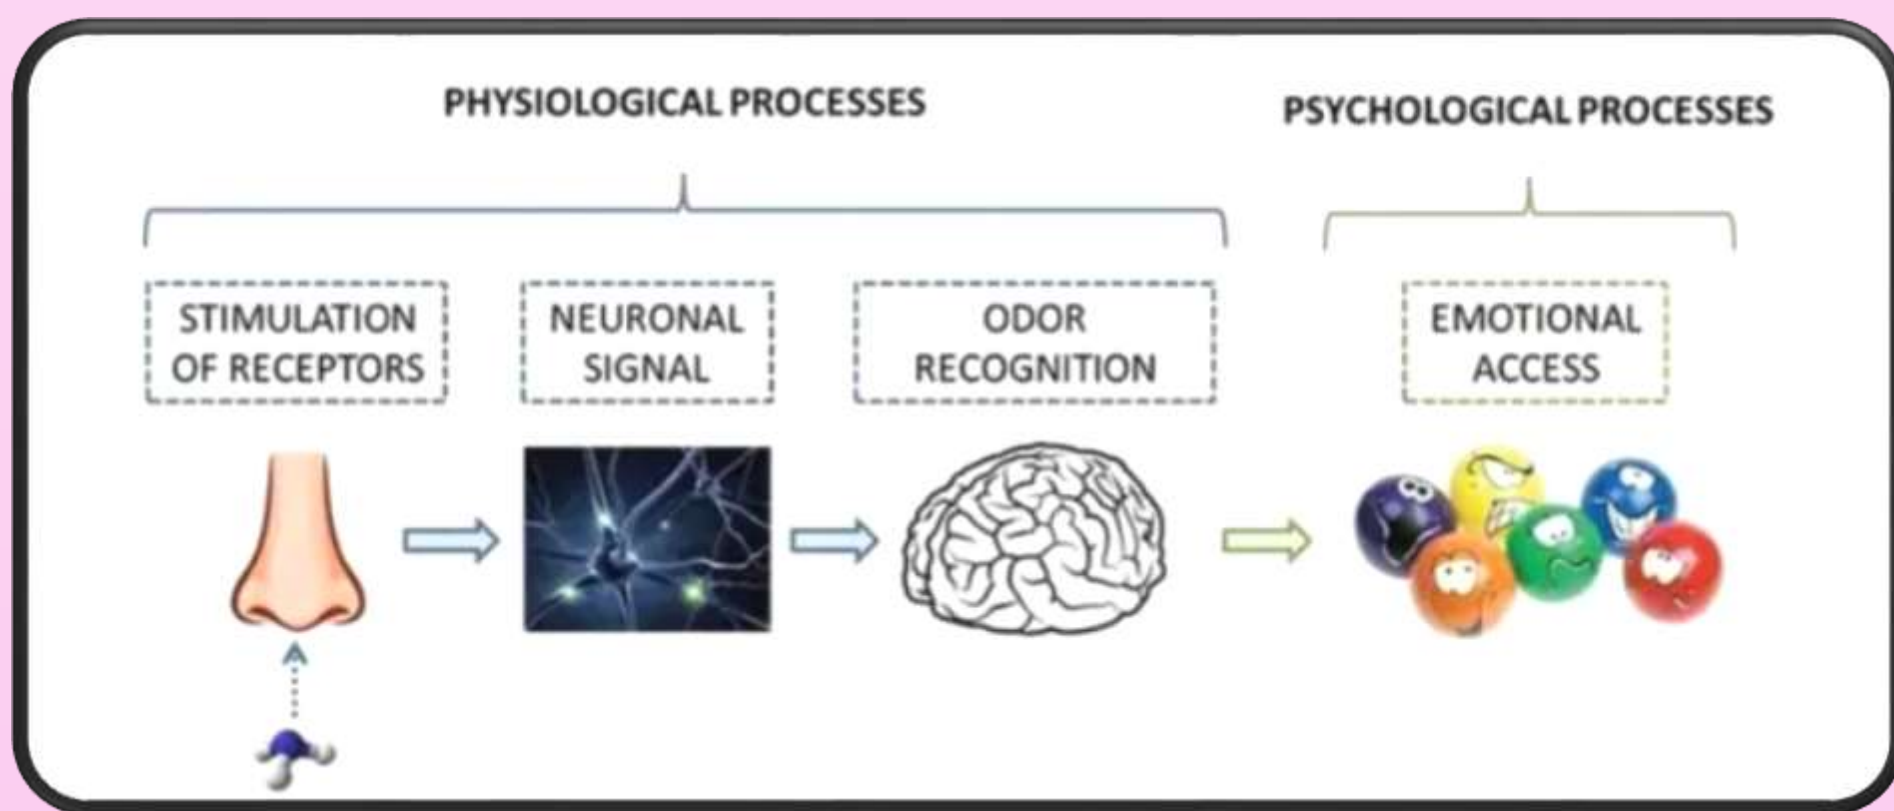 PHYSIOLOGICAL PROCESSES
PSYCHOLOGICAL PROCESSES
STIMULATION
OF RECEPTORS
NEURONAL
SIGNAL
ODOR
RECOGNITION
EMOTIONAL
ACCESS